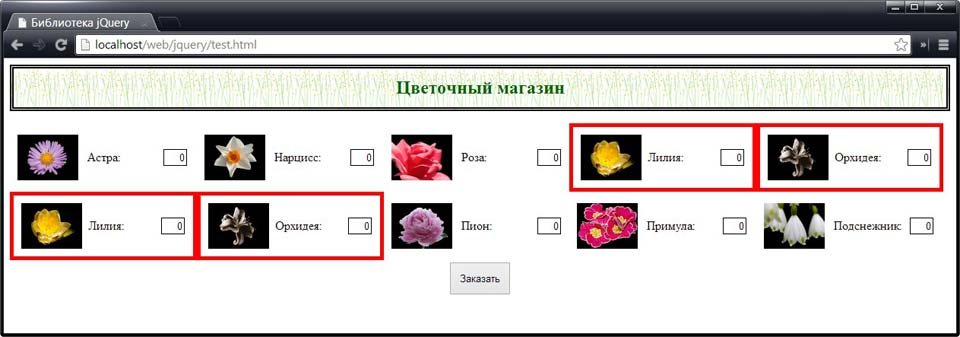 Библиотека jQuery
localhost/web/jquery/test.html
Цветочный магазин
Астра: 0 Нарцисс: 0 Роза: 0 Лилия: 0 Орхидея: 0
Лилия: 0 Орхидея: 0 Пион: 0 Примула: 0 Подснежник: 0
Заказать